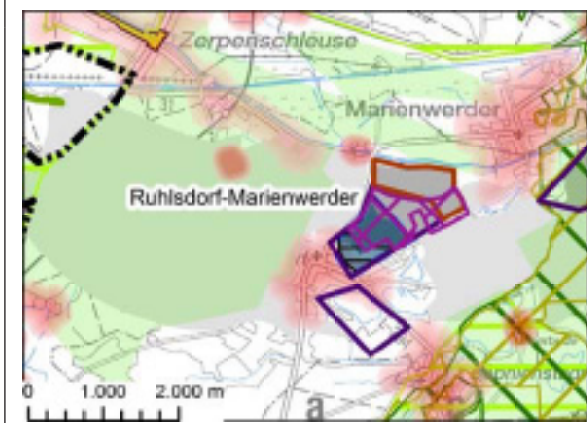 Zerpenschleuse
Marienwerder
Ruhlsdorf-Marienwerder
0 1.000 2.000 m
a